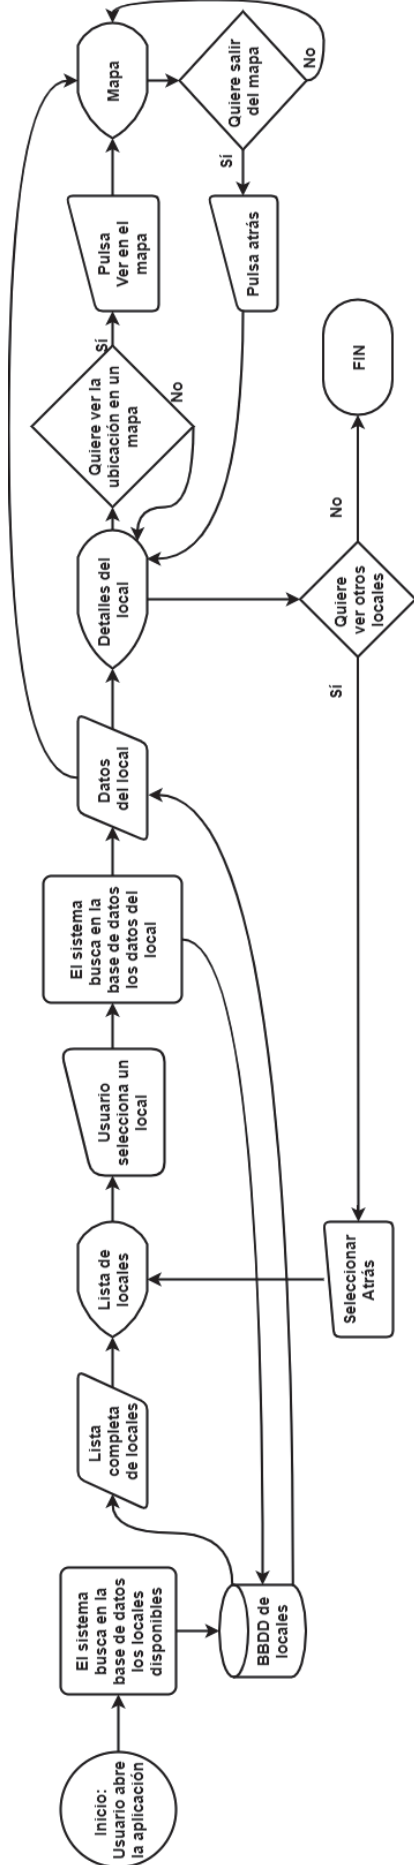 Inicio:
Usuario abre
la aplicación
El sistema
busca en la
base de datos
los locales
disponibles
BBDD de
locales
Lista
completa
de locales
Lista de
locales
Usuario
selecciona un
local
El sistema
busca en la
base de datos
los datos del
local
Datos
del local
Detalles del
local
Quiere ver la
ubicación en un
mapa
Sí
No
Pulsa
Ver en el
mapa
Mapa
Quiere salir
del mapa
No
Sí
Pulsa atrás
Quiere
ver otros
locales
Sí
No
Seleccionar
Atrás
FIN